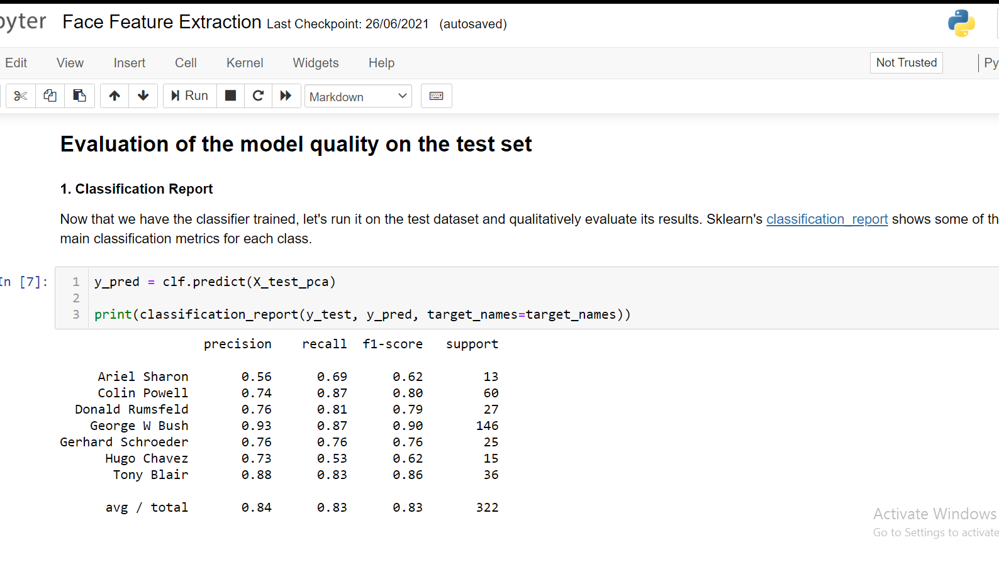 pyter Face Feature Extraction Last Checkpoint: 26/06/2021 (autosaved)
Edit View Insert Cell Kernel Widgets Help Not Trusted Py
Run Markdown
Evaluation of the model quality on the test set
1. Classification Report
Now that we have the classifier trained, let's run it on the test dataset and qualitatively evaluate its results. Sklearn's classification_report shows some of th
main classification metrics for each class.
In [7]: 1 y_pred = clf.predict(X_test_pca)
2
3 print(classification_report(y_test, y_pred, target_names=target_names))
precision recall f1-score support
Ariel Sharon 0.56 0.69 0.62 13
Colin Powell 0.74 0.87 0.80 60
Donald Rumsfeld 0.76 0.81 0.79 27
George W Bush 0.93 0.87 0.90 146
Gerhard Schroeder 0.76 0.76 0.76 25
Hugo Chavez 0.73 0.53 0.62 15
Tony Blair 0.88 0.83 0.86 36
avg / total 0.84 0.83 0.83 322
Activate Windows
Go to Settings to activate